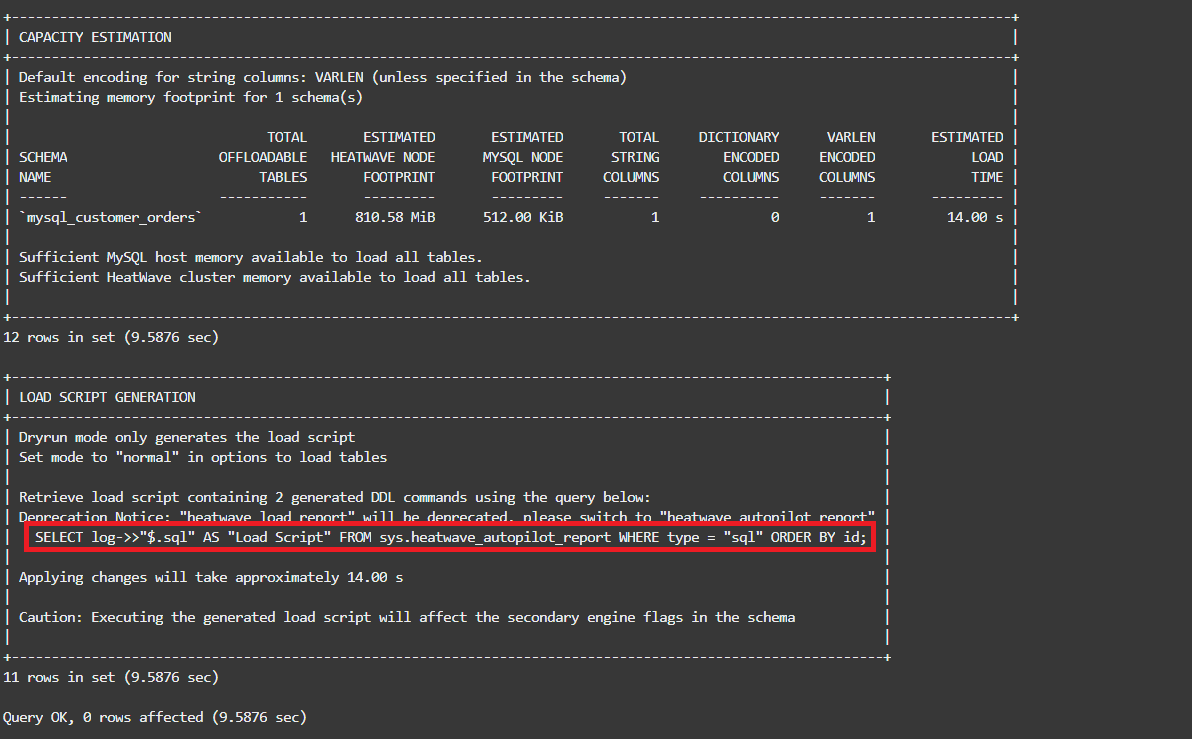 +----------------------------------------------------------------------------------------------------------------------------+
| CAPACITY ESTIMATION |
+----------------------------------------------------------------------------------------------------------------------------+
| Default encoding for string columns: VARLEN (unless specified in the schema) |
| Estimating memory footprint for 1 schema(s) |
| |
| TOTAL ESTIMATED ESTIMATED TOTAL DICTIONARY VARLEN ESTIMATED |
| SCHEMA OFFLOADABLE HEATWAVE NODE MYSQL NODE STRING ENCODED ENCODED LOAD |
| NAME TABLES FOOTPRINT FOOTPRINT COLUMNS COLUMNS COLUMNS TIME |
| ------ ----------- --------- --------- ------- ---------- ------- --------- |
| `mysql_customer_orders` 1 810.58 MiB 512.00 KiB 1 0 1 14.00 s |
| |
| Sufficient MySQL host memory available to load all tables. |
| Sufficient HeatWave cluster memory available to load all tables. |
| |
+----------------------------------------------------------------------------------------------------------------------------+
12 rows in set (9.5876 sec)
+------------------------------------------------------------------------------------------------------------+
| LOAD SCRIPT GENERATION |
+------------------------------------------------------------------------------------------------------------+
| Dryrun mode only generates the load script |
| Set mode to "normal" in options to load tables |
| |
| Retrieve load script containing 2 generated DDL commands using the query below: |
| Deprecation Notice: "heatwave_load_report" will be deprecated, please switch to "heatwave_autopilot_report" |
| SELECT log->>"$.sql" AS "Load Script" FROM sys.heatwave_autopilot_report WHERE type = "sql" ORDER BY id; |
| |
| Applying changes will take approximately 14.00 s |
| |
| Caution: Executing the generated load script will affect the secondary engine flags in the schema |
| |
+------------------------------------------------------------------------------------------------------------+
11 rows in set (9.5876 sec)
Query OK, 0 rows affected (9.5876 sec)